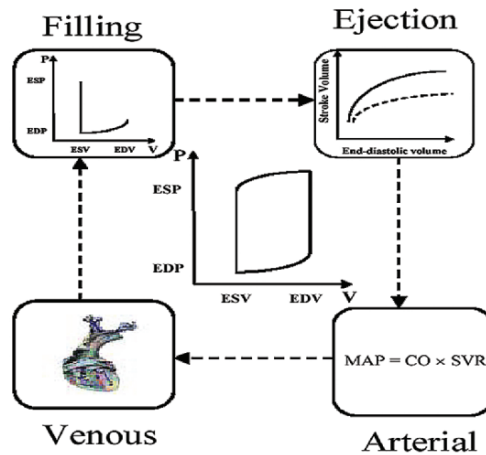 Filling
P
ESP
EDP
ESV EDV V
Ejection
Stroke Volume
End-diastolic volume
P
ESP
EDP
ESV EDV V
Venous
MAP = CO × SVR
Arterial